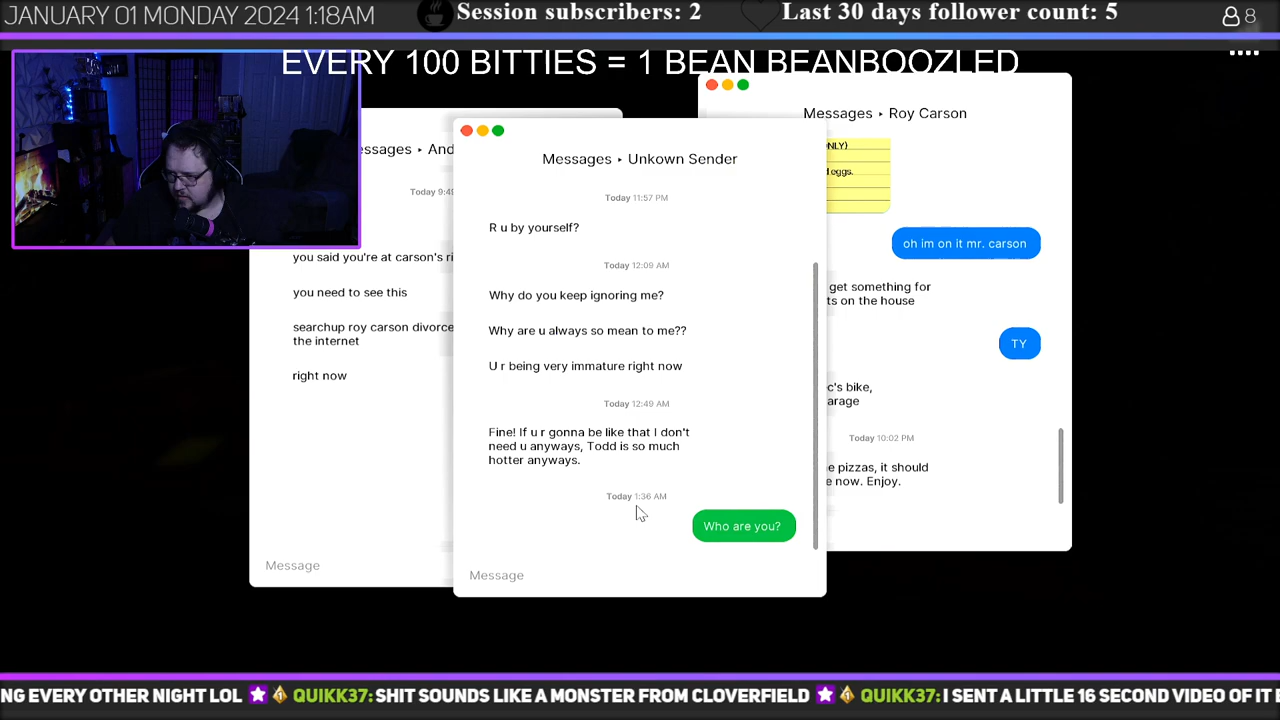 JANUARY 01 MONDAY 2024 1:18AM
Session subscribers: 2
Last 30 days follower count: 5
8
EVERY 100 BITTIES = 1 BEAN BEANBOOZLED
essages ▸ And
Today 9:49
you said you're at carson's ri
you need to see this
searchup roy carson divorce
the internet
right now
Message
Messages ▸ Unkown Sender
Today 11:57 PM
R u by yourself?
Today 12:09 AM
Why do you keep ignoring me?
Why are u always so mean to me??
U r being very immature right now
Today 12:49 AM
Fine! If u r gonna be like that I don't
need u anyways, Todd is so much
hotter anyways.
Today 1:36 AM
Who are you?
Message
Messages ▸ Roy Carson
NLY)
d eggs.
oh im on it mr. carson
get something for
ts on the house
TY
c's bike,
arage
Today 10:02 PM
e pizzas, it should
e now. Enjoy.
NG EVERY OTHER NIGHT LOL QUIKK37: SHIT SOUNDS LIKE A MONSTER FROM CLOVERFIELD QUIKK37: I SENT A LITTLE 16 SECOND VIDEO OF IT